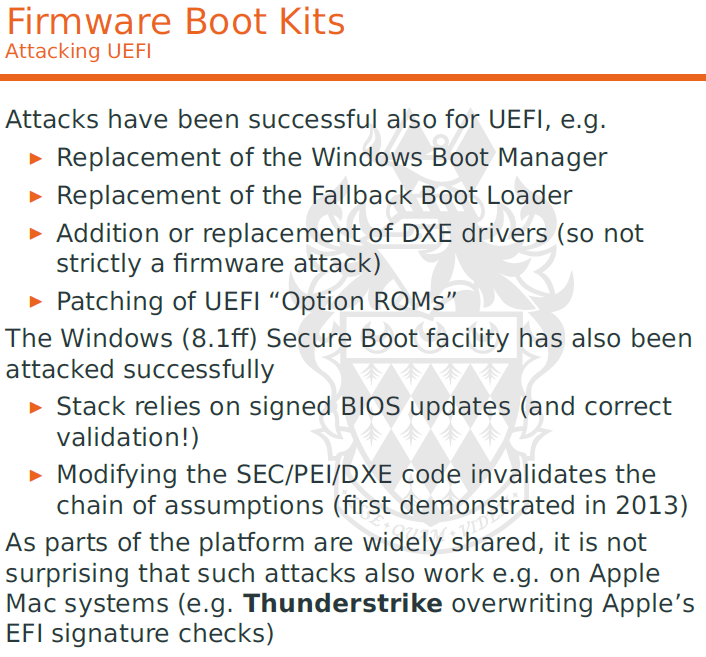 Firmware Boot Kits
Attacking UEFI
Attacks have been successful also for UEFI, e.g.
▶ Replacement of the Windows Boot Manager
▶ Replacement of the Fallback Boot Loader
▶ Addition or replacement of DXE drivers (so not
strictly a firmware attack)
▶ Patching of UEFI “Option ROMs”
The Windows (8.1ff) Secure Boot facility has also been
attacked successfully
▶ Stack relies on signed BIOS updates (and correct
validation!)
▶ Modifying the SEC/PEI/DXE code invalidates the
chain of assumptions (first demonstrated in 2013)
As parts of the platform are widely shared, it is not
surprising that such attacks also work e.g. on Apple
Mac systems (e.g. Thunderstrike overwriting Apple’s
EFI signature checks)